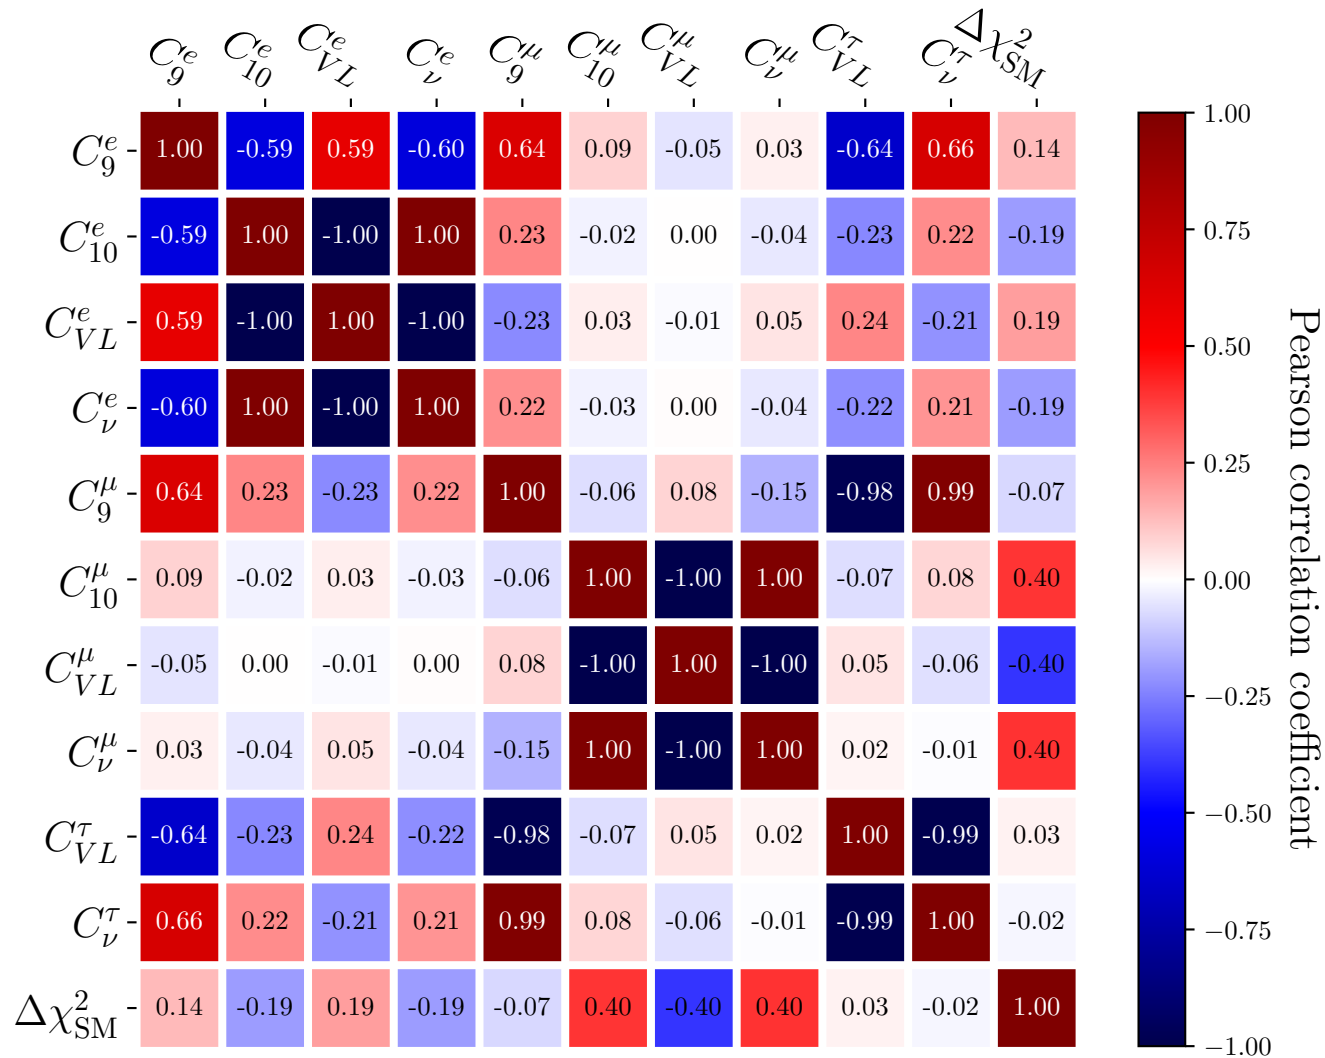 C_9^e C_10^e C_VL^e C_ν^e C_9^μ C_10^μ C_VL^μ C_ν^μ C_VL^τ C_ν^τ Δχ²_SM
C_9^e 1.00 -0.59 0.59 -0.60 0.64 0.09 -0.05 0.03 -0.64 0.66 0.14
C_10^e -0.59 1.00 -1.00 1.00 0.23 -0.02 0.00 -0.04 -0.23 0.22 -0.19
C_VL^e 0.59 -1.00 1.00 -1.00 -0.23 0.03 -0.01 0.05 0.24 -0.21 0.19
C_ν^e -0.60 1.00 -1.00 1.00 0.22 -0.03 0.00 -0.04 -0.22 0.21 -0.19
C_9^μ 0.64 0.23 -0.23 0.22 1.00 -0.06 0.08 -0.15 -0.98 0.99 -0.07
C_10^μ 0.09 -0.02 0.03 -0.03 -0.06 1.00 -1.00 1.00 -0.07 0.08 0.40
C_VL^μ -0.05 0.00 -0.01 0.00 0.08 -1.00 1.00 -1.00 0.05 -0.06 -0.40
C_ν^μ 0.03 -0.04 0.05 -0.04 -0.15 1.00 -1.00 1.00 0.02 -0.01 0.40
C_VL^τ -0.64 -0.23 0.24 -0.22 -0.98 -0.07 0.05 0.02 1.00 -0.99 0.03
C_ν^τ 0.66 0.22 -0.21 0.21 0.99 0.08 -0.06 -0.01 -0.99 1.00 -0.02
Δχ²_SM 0.14 -0.19 0.19 -0.19 -0.07 0.40 -0.40 0.40 0.03 -0.02 1.00
1.00
0.75
0.50
0.25
0.00
−0.25
−0.50
−0.75
−1.00
Pearson correlation coefficient